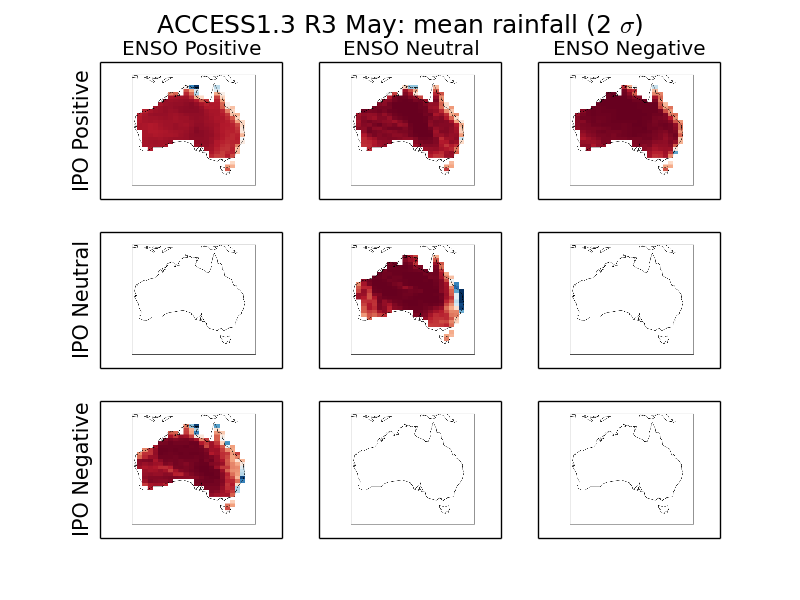 ACCESS1.3 R3 May: mean rainfall (2 σ)
ENSO Positive ENSO Neutral ENSO Negative
IPO Positive
IPO Neutral
IPO Negative